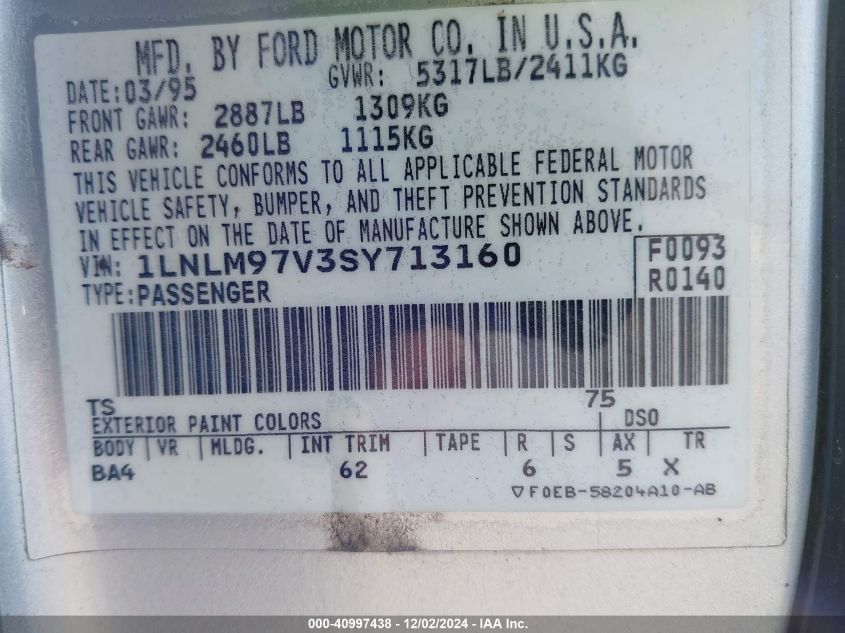 MFD. BY FORD MOTOR CO. IN U.S.A.
DATE: 03/95 GVWR: 5317LB/2411KG
FRONT GAWR: 2887LB 1309KG
REAR GAWR: 2460LB 1115KG
THIS VEHICLE CONFORMS TO ALL APPLICABLE FEDERAL MOTOR
VEHICLE SAFETY, BUMPER, AND THEFT PREVENTION STANDARDS
IN EFFECT ON THE DATE OF MANUFACTURE SHOWN ABOVE.
VIN: 1LNLM97V3SY713160 F0093
TYPE: PASSENGER R0140
TS 75
EXTERIOR PAINT COLORS DSO
BODY VR MLDG. INT TRIM TAPE R S AX TR
BA4 62 6 5 X
▽F0EB-58204A10-AB
000-40997438 - 12/02/2024 - IAA Inc.